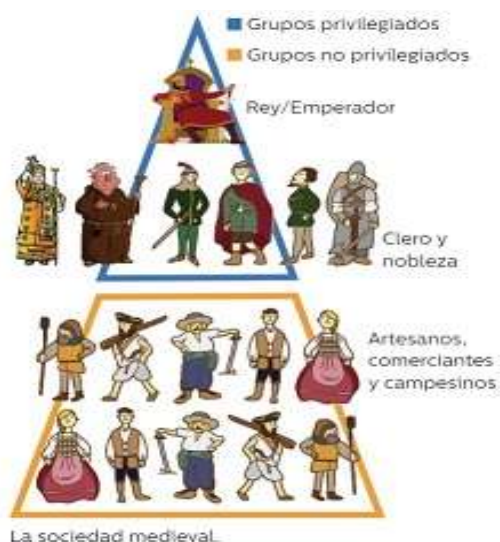 Grupos privilegiados
Grupos no privilegiados
Rey/Emperador
Clero y
nobleza
Artesanos,
comerciantes
y campesinos
La sociedad medieval.